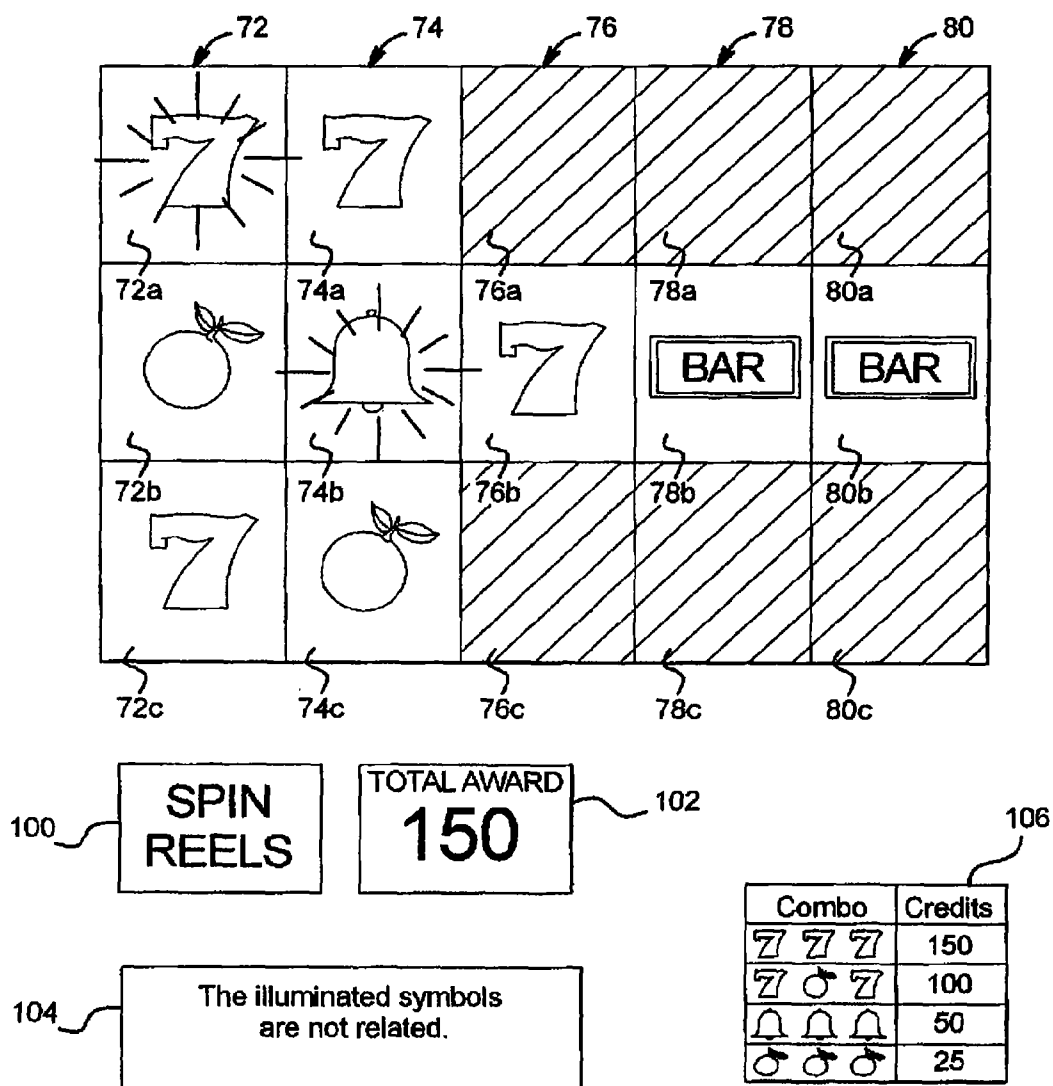 72 74 76 78 80
7 7
72a 74a 76a 78a 80a
7 BAR BAR
72b 74b 76b 78b 80b
7
72c 74c 76c 78c 80c
SPIN
REELS
100
TOTAL AWARD
150
102
106
Combo Credits
7 7 7 150
7 7 100
50
25
104
The illuminated symbols
are not related.